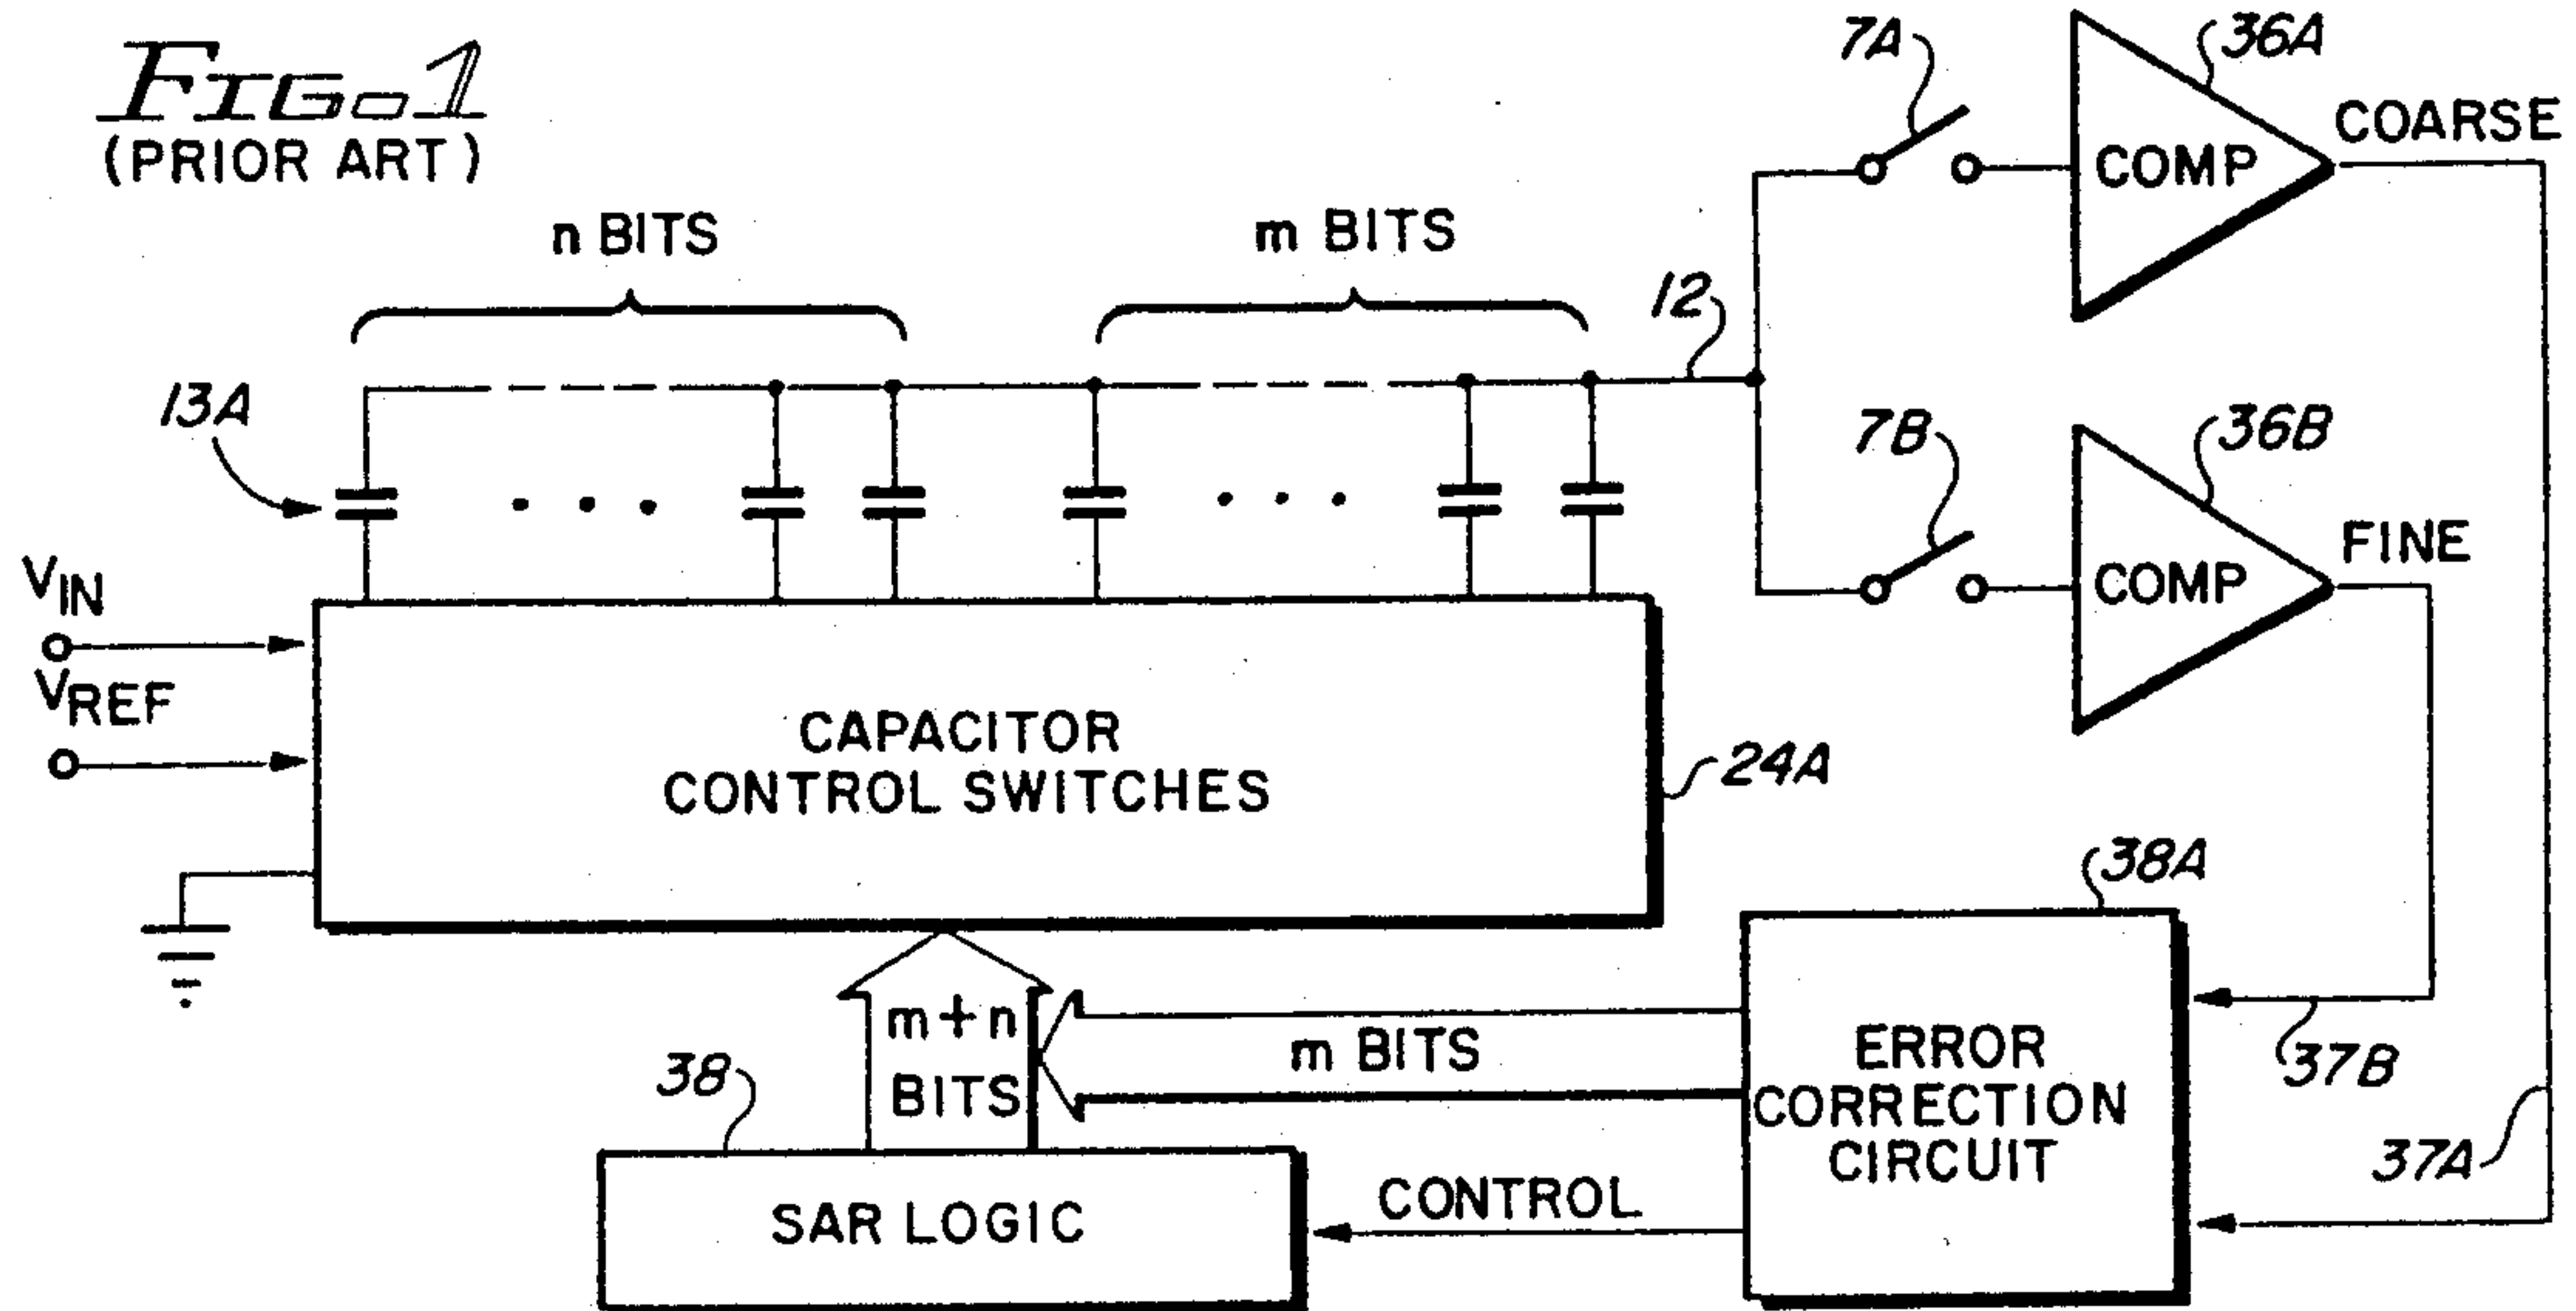 FIG. 1
(PRIOR ART)
n BITS
m BITS
12
7A
36A
COMP
COARSE
13A
7B
36B
COMP
FINE
VIN
VREF
CAPACITOR
CONTROL SWITCHES
24A
38A
m+n
BITS
m BITS
ERROR
CORRECTION
CIRCUIT
37B
37A
38
SAR LOGIC
CONTROL